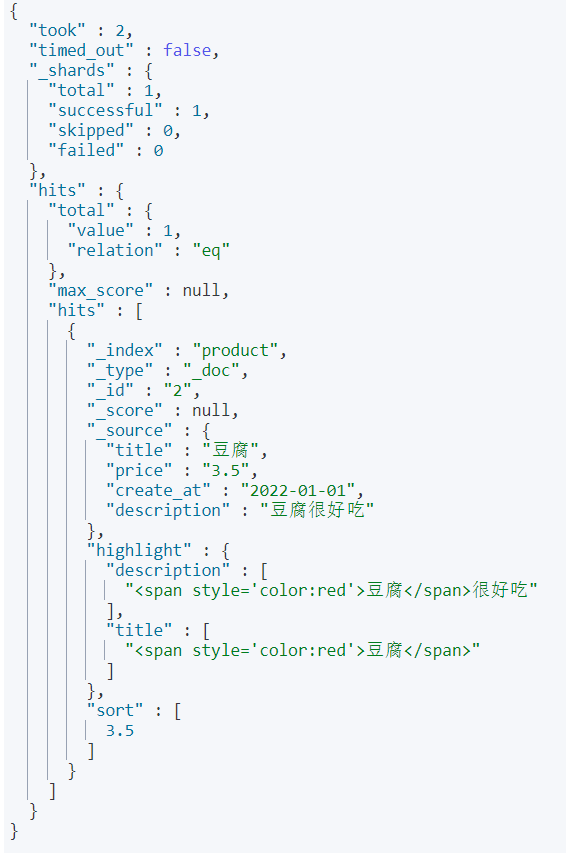 {
  "took" : 2,
  "timed_out" : false,
  "_shards" : {
    "total" : 1,
    "successful" : 1,
    "skipped" : 0,
    "failed" : 0
  },
  "hits" : {
    "total" : {
      "value" : 1,
      "relation" : "eq"
    },
    "max_score" : null,
    "hits" : [
      {
        "_index" : "product",
        "_type" : "_doc",
        "_id" : "2",
        "_score" : null,
        "_source" : {
          "title" : "豆腐",
          "price" : "3.5",
          "create_at" : "2022-01-01",
          "description" : "豆腐很好吃"
        },
        "highlight" : {
          "description" : [
            "<span style='color:red'>豆腐</span>很好吃"
          ],
          "title" : [
            "<span style='color:red'>豆腐</span>"
          ]
        },
        "sort" : [
          3.5
        ]
      }
    ]
  }
}